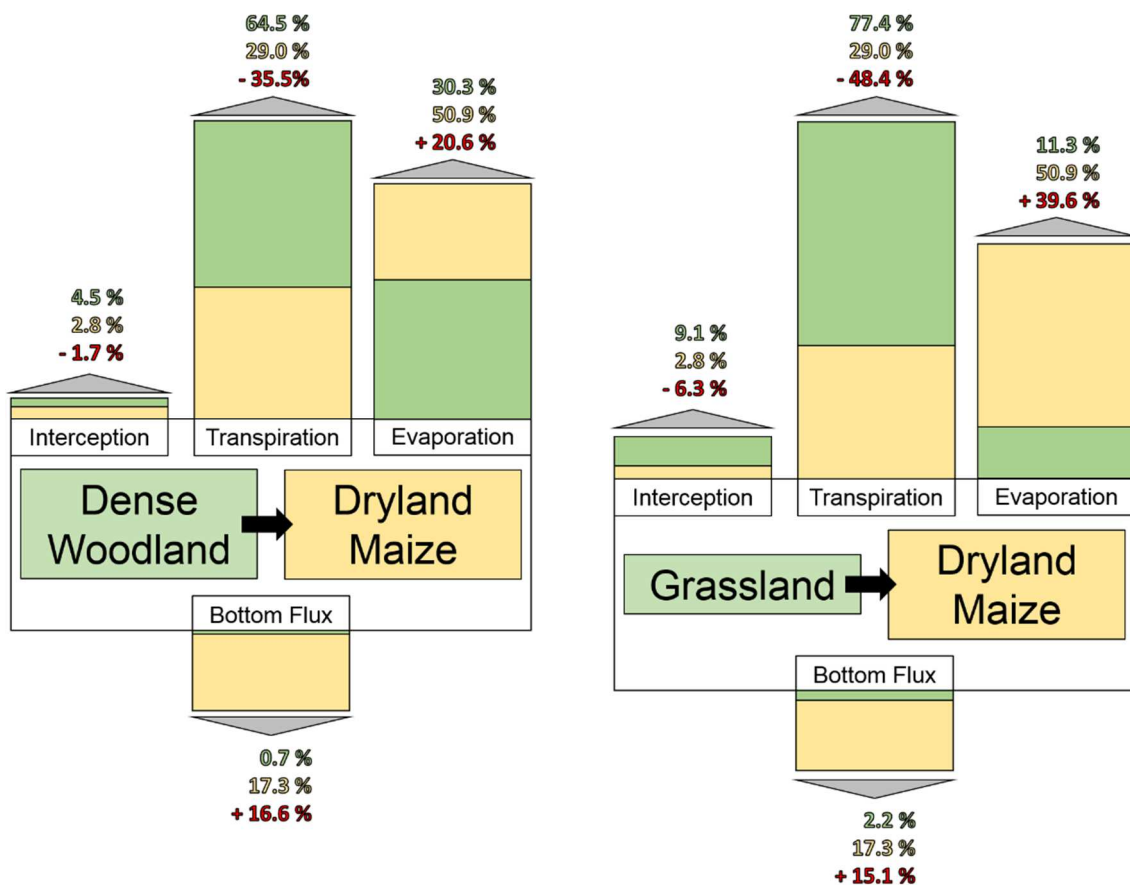 64.5 %
29.0 %
- 35.5%
30.3 %
50.9 %
+ 20.6 %
4.5 %
2.8 %
- 1.7 %
Interception
Transpiration
Evaporation
Dense
Woodland
Dryland
Maize
Bottom Flux
0.7 %
17.3 %
+ 16.6 %
77.4 %
29.0 %
- 48.4 %
11.3 %
50.9 %
+ 39.6 %
9.1 %
2.8 %
- 6.3 %
Interception
Transpiration
Evaporation
Grassland
Dryland
Maize
Bottom Flux
2.2 %
17.3 %
+ 15.1 %